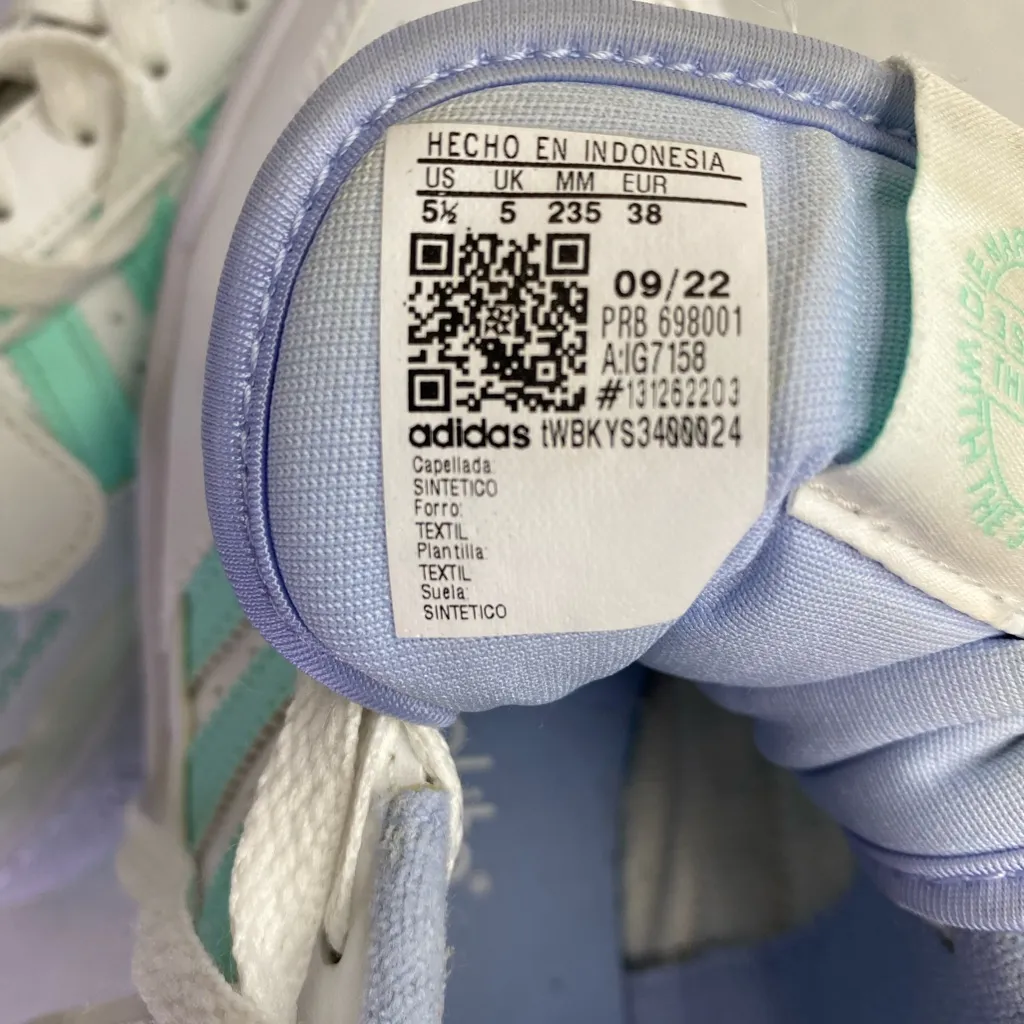 HECHO EN INDONESIA
US UK MM EUR
5½ 5 235 38
09/22
PRB 698001
A:IG7158
#131262203
adidas tWBKYS3400024
Capellada:
SINTETICO
Forro:
TEXTIL
Plantilla:
TEXTIL
Suela:
SINTETICO